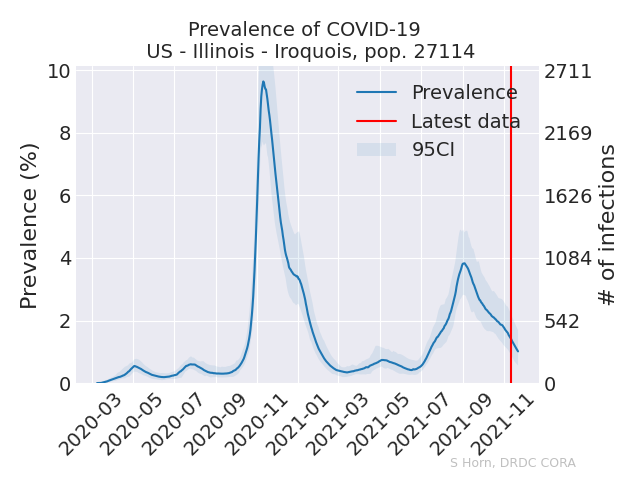 Prevalence of COVID-19
US - Illinois - Iroquois, pop. 27114
Prevalence
Latest data
95CI
Prevalence (%)
10
8
6
4
2
0
2711
2169
1626
1084
542
0
# of infections
2020-03
2020-05
2020-07
2020-09
2020-11
2021-01
2021-03
2021-05
2021-07
2021-09
2021-11
S Horn, DRDC CORA